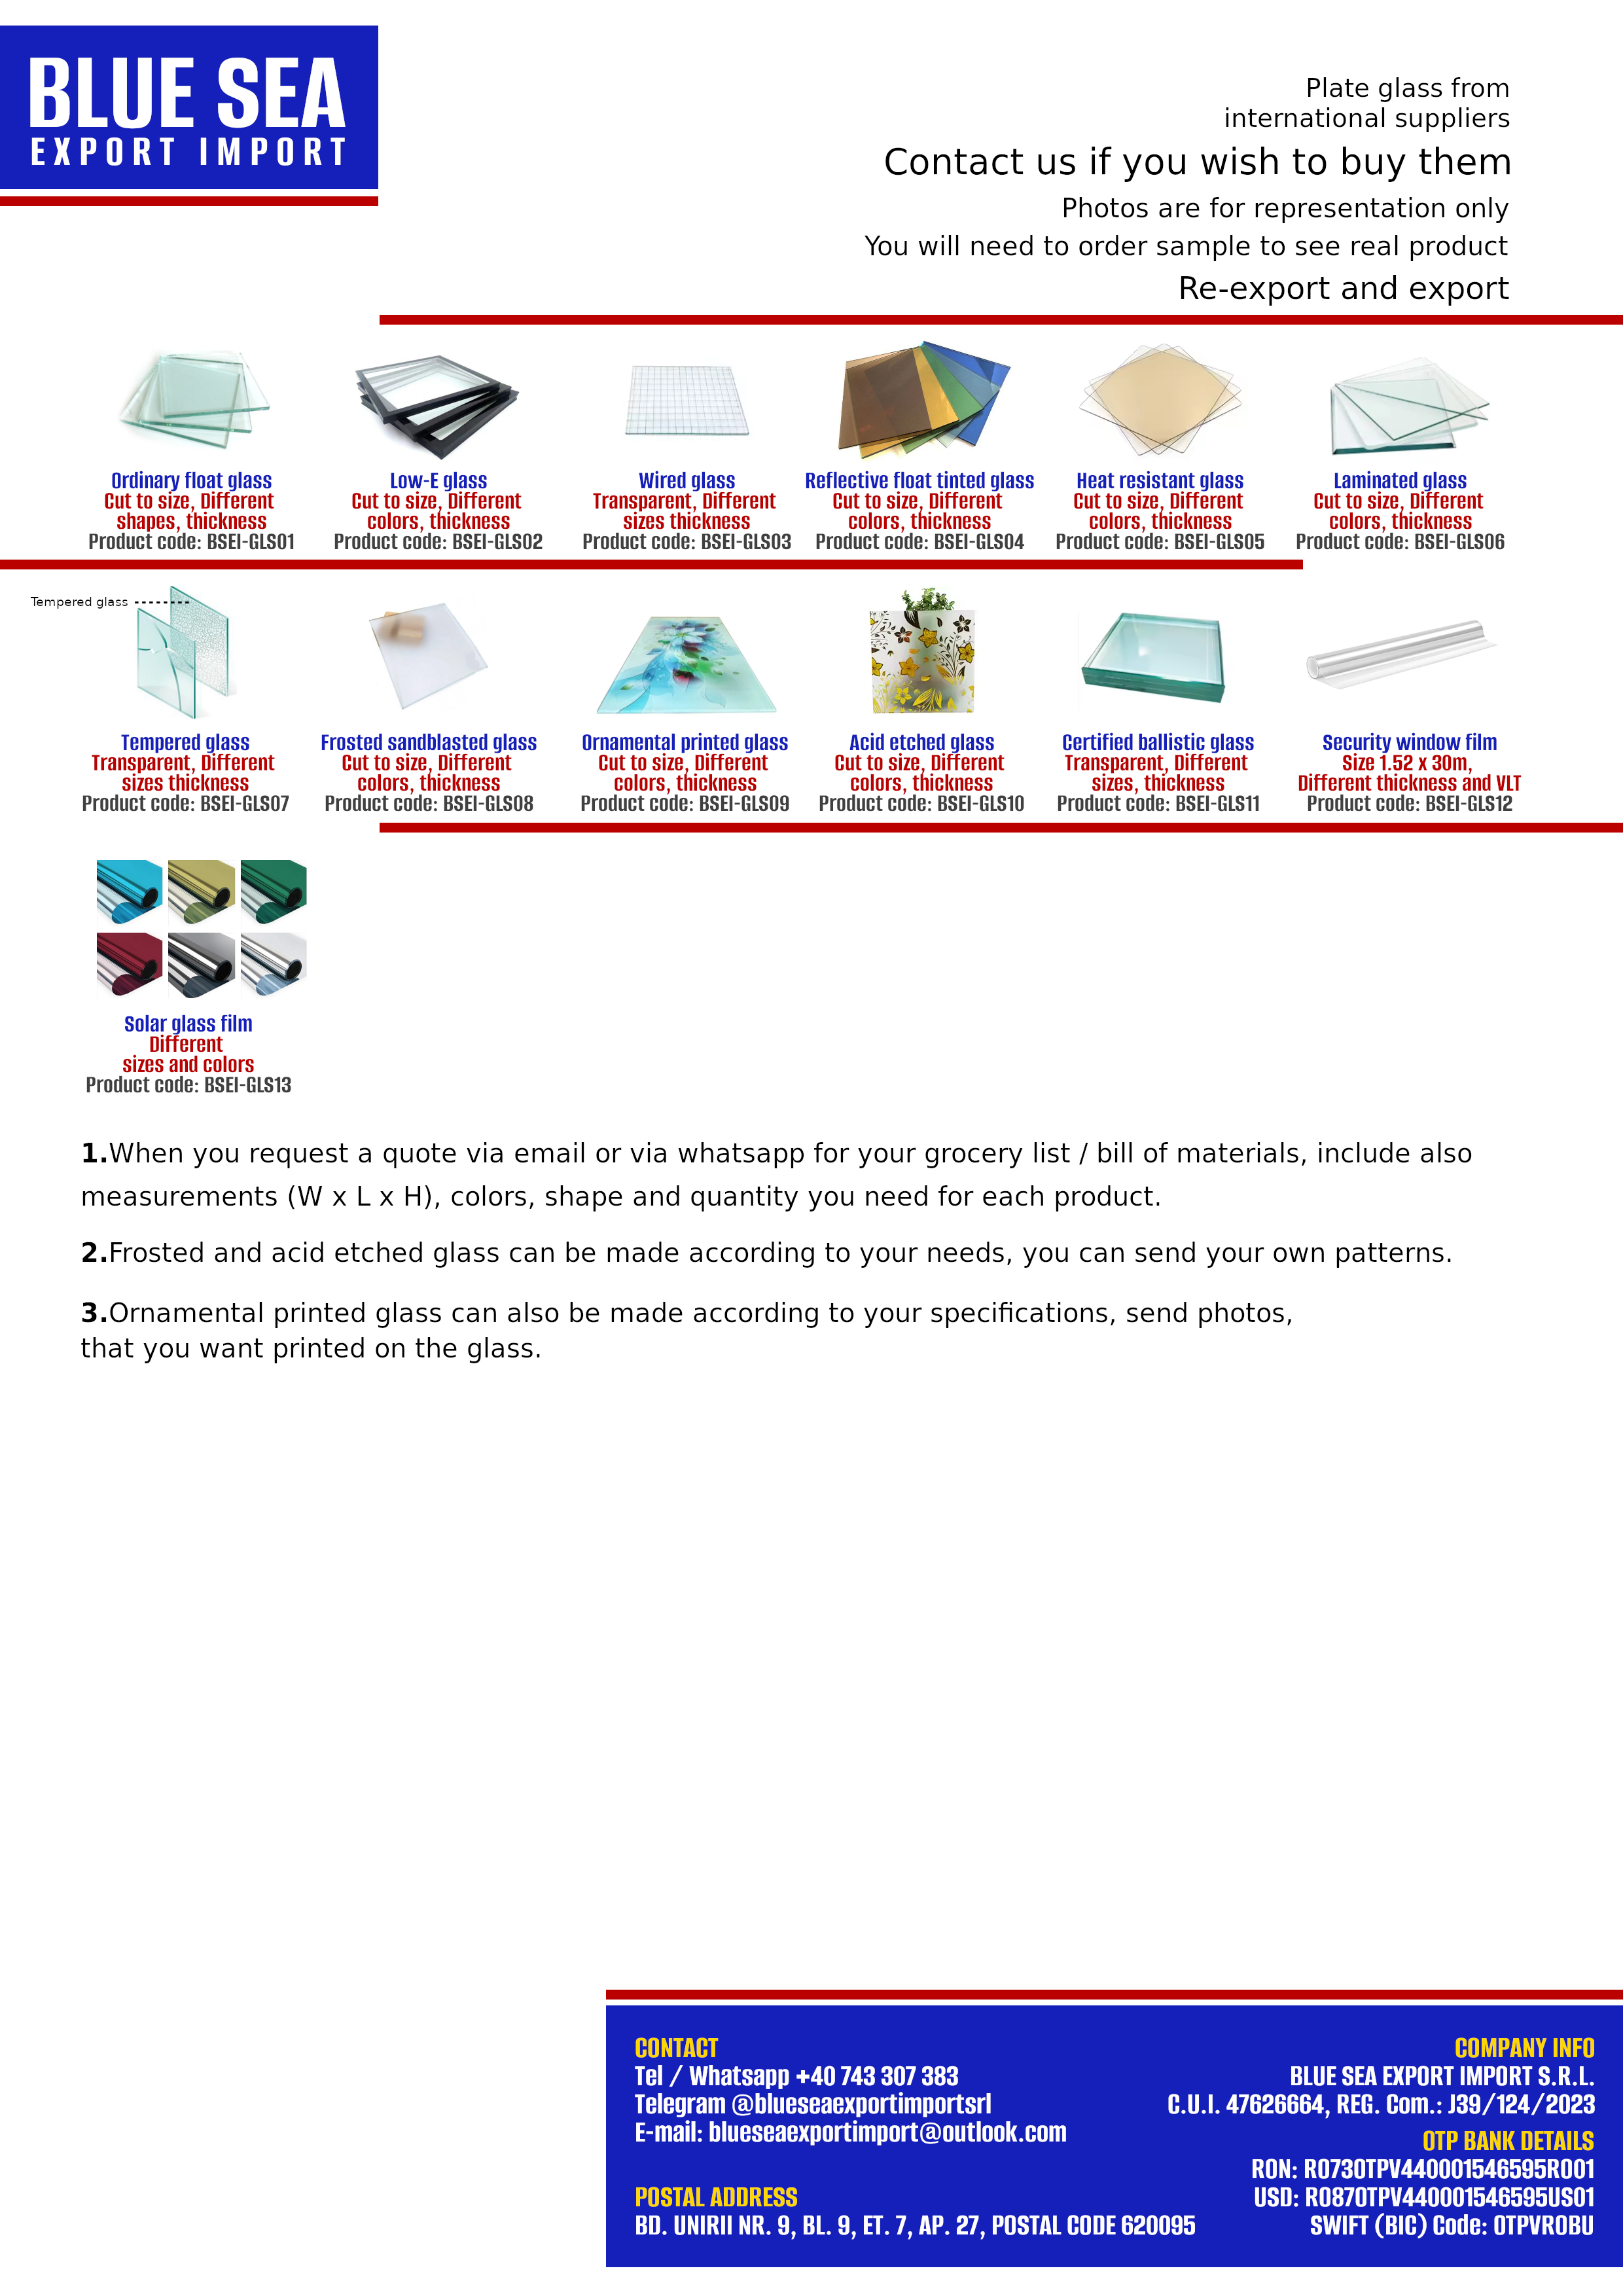 BLUE SEA
EXPORT IMPORT
Plate glass from
international suppliers
Contact us if you wish to buy them
Photos are for representation only
You will need to order sample to see real product
Re-export and export
Ordinary float glass
Cut to size, Different
shapes, thickness
Product code: BSEI-GLS01
Low-E glass
Cut to size, Different
colors, thickness
Product code: BSEI-GLS02
Wired glass
Transparent, Different
sizes thickness
Product code: BSEI-GLS03
Reflective float tinted glass
Cut to size, Different
colors, thickness
Product code: BSEI-GLS04
Heat resistant glass
Cut to size, Different
colors, thickness
Product code: BSEI-GLS05
Laminated glass
Cut to size, Different
colors, thickness
Product code: BSEI-GLS06
Tempered glass
Tempered glass
Transparent, Different
sizes thickness
Product code: BSEI-GLS07
Frosted sandblasted glass
Cut to size, Different
colors, thickness
Product code: BSEI-GLS08
Ornamental printed glass
Cut to size, Different
colors, thickness
Product code: BSEI-GLS09
Acid etched glass
Cut to size, Different
colors, thickness
Product code: BSEI-GLS10
Certified ballistic glass
Transparent, Different
sizes, thickness
Product code: BSEI-GLS11
Security window film
Size 1.52 x 30m,
Different thickness and VLT
Product code: BSEI-GLS12
Solar glass film
Different
sizes and colors
Product code: BSEI-GLS13
1.When you request a quote via email or via whatsapp for your grocery list / bill of materials, include also
measurements (W x L x H), colors, shape and quantity you need for each product.
2.Frosted and acid etched glass can be made according to your needs, you can send your own patterns.
3.Ornamental printed glass can also be made according to your specifications, send photos,
that you want printed on the glass.
CONTACT
Tel / Whatsapp +40 743 307 383
Telegram @blueseaexportimportsrl
E-mail: blueseaexportimport@outlook.com
POSTAL ADDRESS
BD. UNIRII NR. 9, BL. 9, ET. 7, AP. 27, POSTAL CODE 620095
COMPANY INFO
BLUE SEA EXPORT IMPORT S.R.L.
C.U.I. 47626664, REG. Com.: J39/124/2023
OTP BANK DETAILS
RON: RO73OTPV440001546595RO01
USD: RO87OTPV440001546595US01
SWIFT (BIC) Code: OTPVROBU